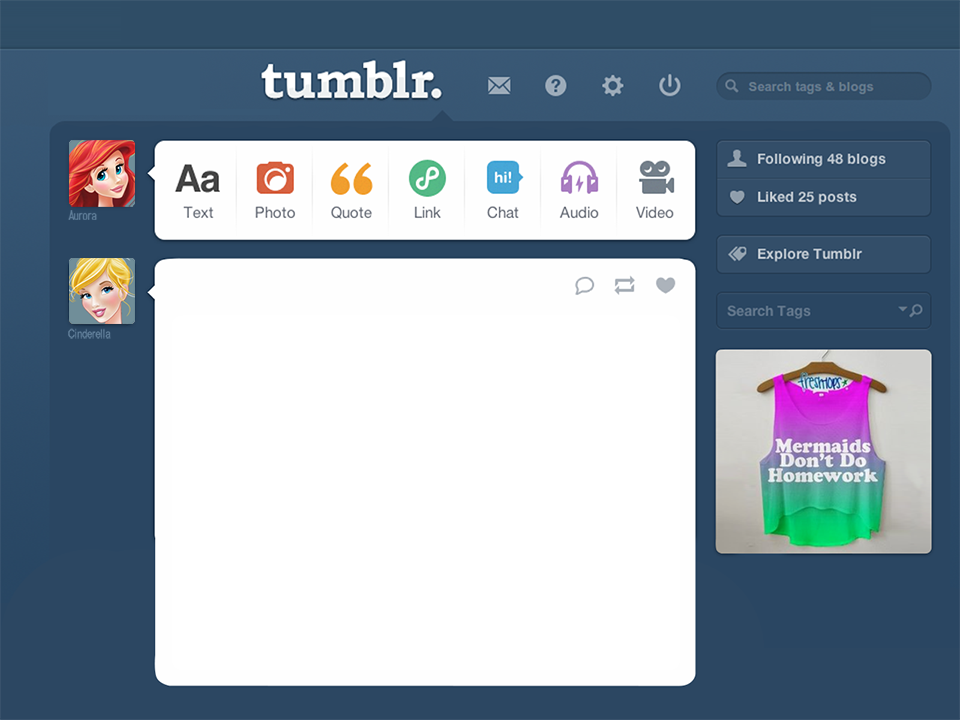 tumblr.
Search tags & blogs
Aurora
Aa
hi!
Text
Photo
Quote
Link
Chat
Audio
Video
Following 48 blogs
Liked 25 posts
Cinderella
Explore Tumblr
Search Tags
freshtops
Mermaids
Don't Do
Homework